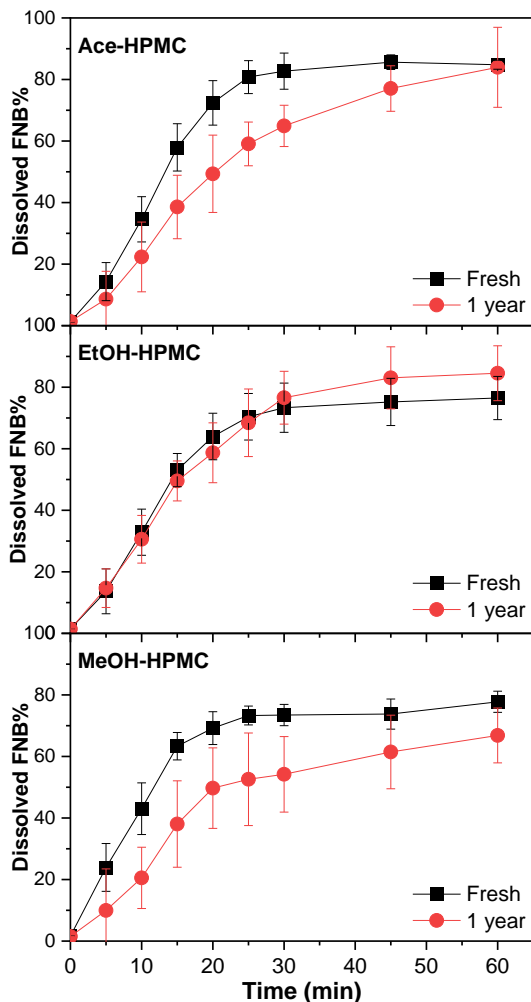 100
Ace-HPMC
80
60
40
20
Dissolved FNB%
Fresh
1 year
100
EtOH-HPMC
80
60
40
20
Dissolved FNB%
Fresh
1 year
100
MeOH-HPMC
80
60
40
20
0
Dissolved FNB%
Fresh
1 year
0 10 20 30 40 50 60
Time (min)